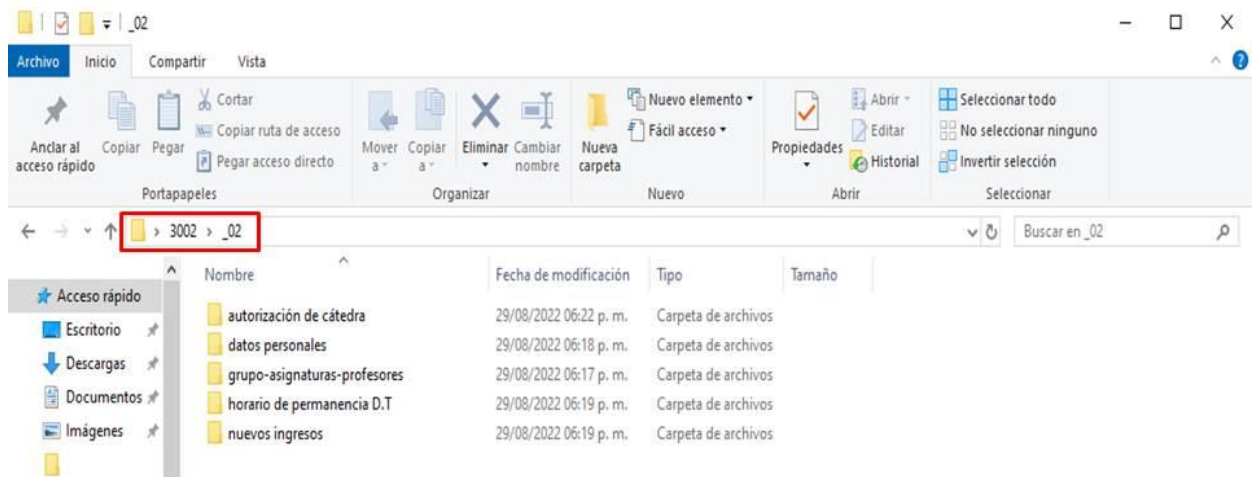 _02
Archivo Inicio Compartir Vista
Anclar al acceso rápido
Copiar
Pegar
Cortar
Copiar ruta de acceso
Pegar acceso directo
Portapapeles
Mover a
Copiar a
Eliminar
Cambiar nombre
Organizar
Nueva carpeta
Nuevo elemento
Fácil acceso
Nuevo
Propiedades
Abrir
Editar
Historial
Abrir
Seleccionar todo
No seleccionar ninguno
Invertir selección
Seleccionar
3002 > _02
Buscar en _02
Nombre Fecha de modificación Tipo Tamaño
Acceso rápido
Escritorio
Descargas
Documentos
Imágenes
autorización de cátedra 29/08/2022 06:22 p. m. Carpeta de archivos
datos personales 29/08/2022 06:18 p. m. Carpeta de archivos
grupo-asignaturas-profesores 29/08/2022 06:17 p. m. Carpeta de archivos
horario de permanencia D.T 29/08/2022 06:19 p. m. Carpeta de archivos
nuevos ingresos 29/08/2022 06:19 p. m. Carpeta de archivos